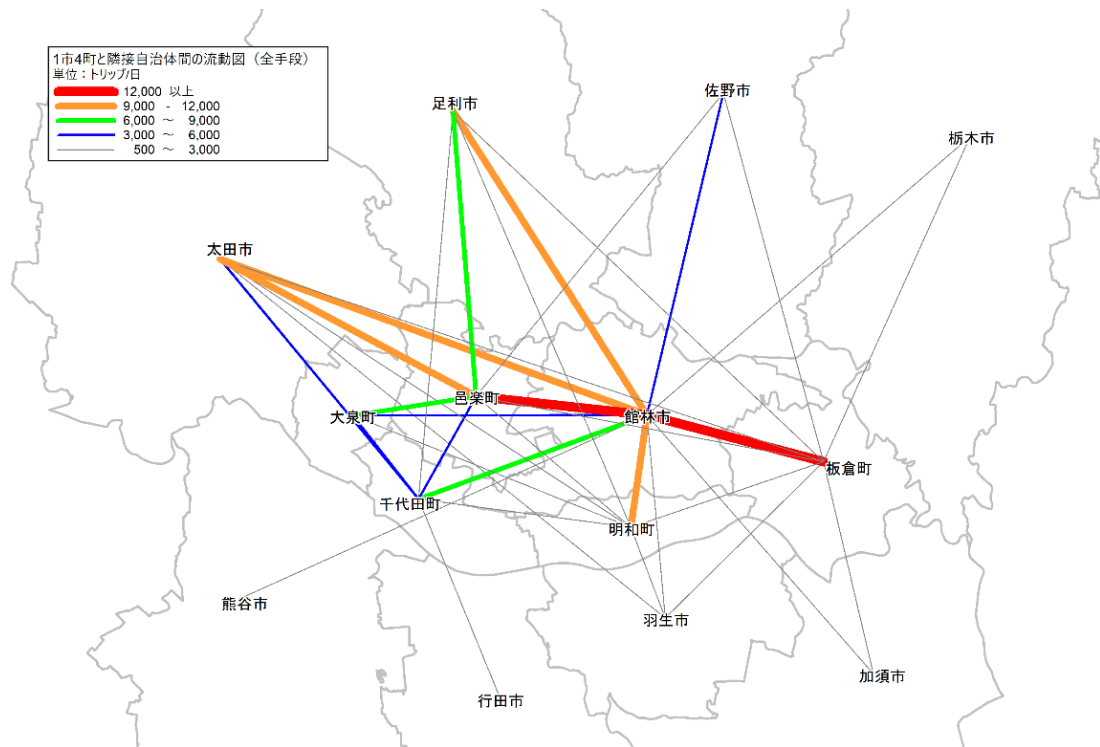 1市4町と隣接自治体間の流動図（全手段）
単位：トリップ/日
12,000 以上
9,000 - 12,000
6,000 ～ 9,000
3,000 ～ 6,000
500 ～ 3,000
足利市
佐野市
栃木市
太田市
邑楽町
大泉町
館林市
板倉町
千代田町
明和町
熊谷市
羽生市
加須市
行田市